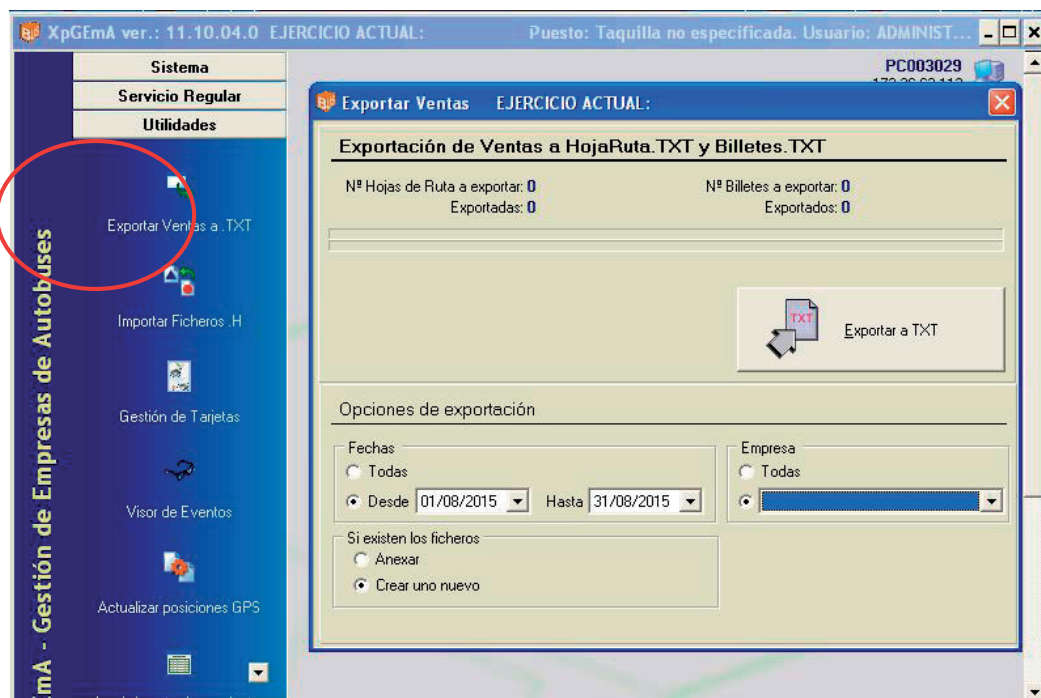 XpGEmA ver.: 11.10.04.0 EJERCICIO ACTUAL: Puesto: Taquilla no especificada. Usuario: ADMINIST...
Sistema
Servicio Regular
Utilidades
PC003029
Exportar Ventas a .TXT
Importar Ficheros .H
Gestión de Tarjetas
Visor de Eventos
Actualizar posiciones GPS
EmA - Gestión de Empresas de Autobuses
Exportar Ventas EJERCICIO ACTUAL:
Exportación de Ventas a HojaRuta.TXT y Billetes.TXT
Nº Hojas de Ruta a exportar: 0 Nº Billetes a exportar: 0
Exportadas: 0 Exportados: 0
TXT
Exportar a TXT
Opciones de exportación
Fechas
Todas
Desde 01/08/2015 Hasta 31/08/2015
Empresa
Todas
Si existen los ficheros
Anexar
Crear uno nuevo